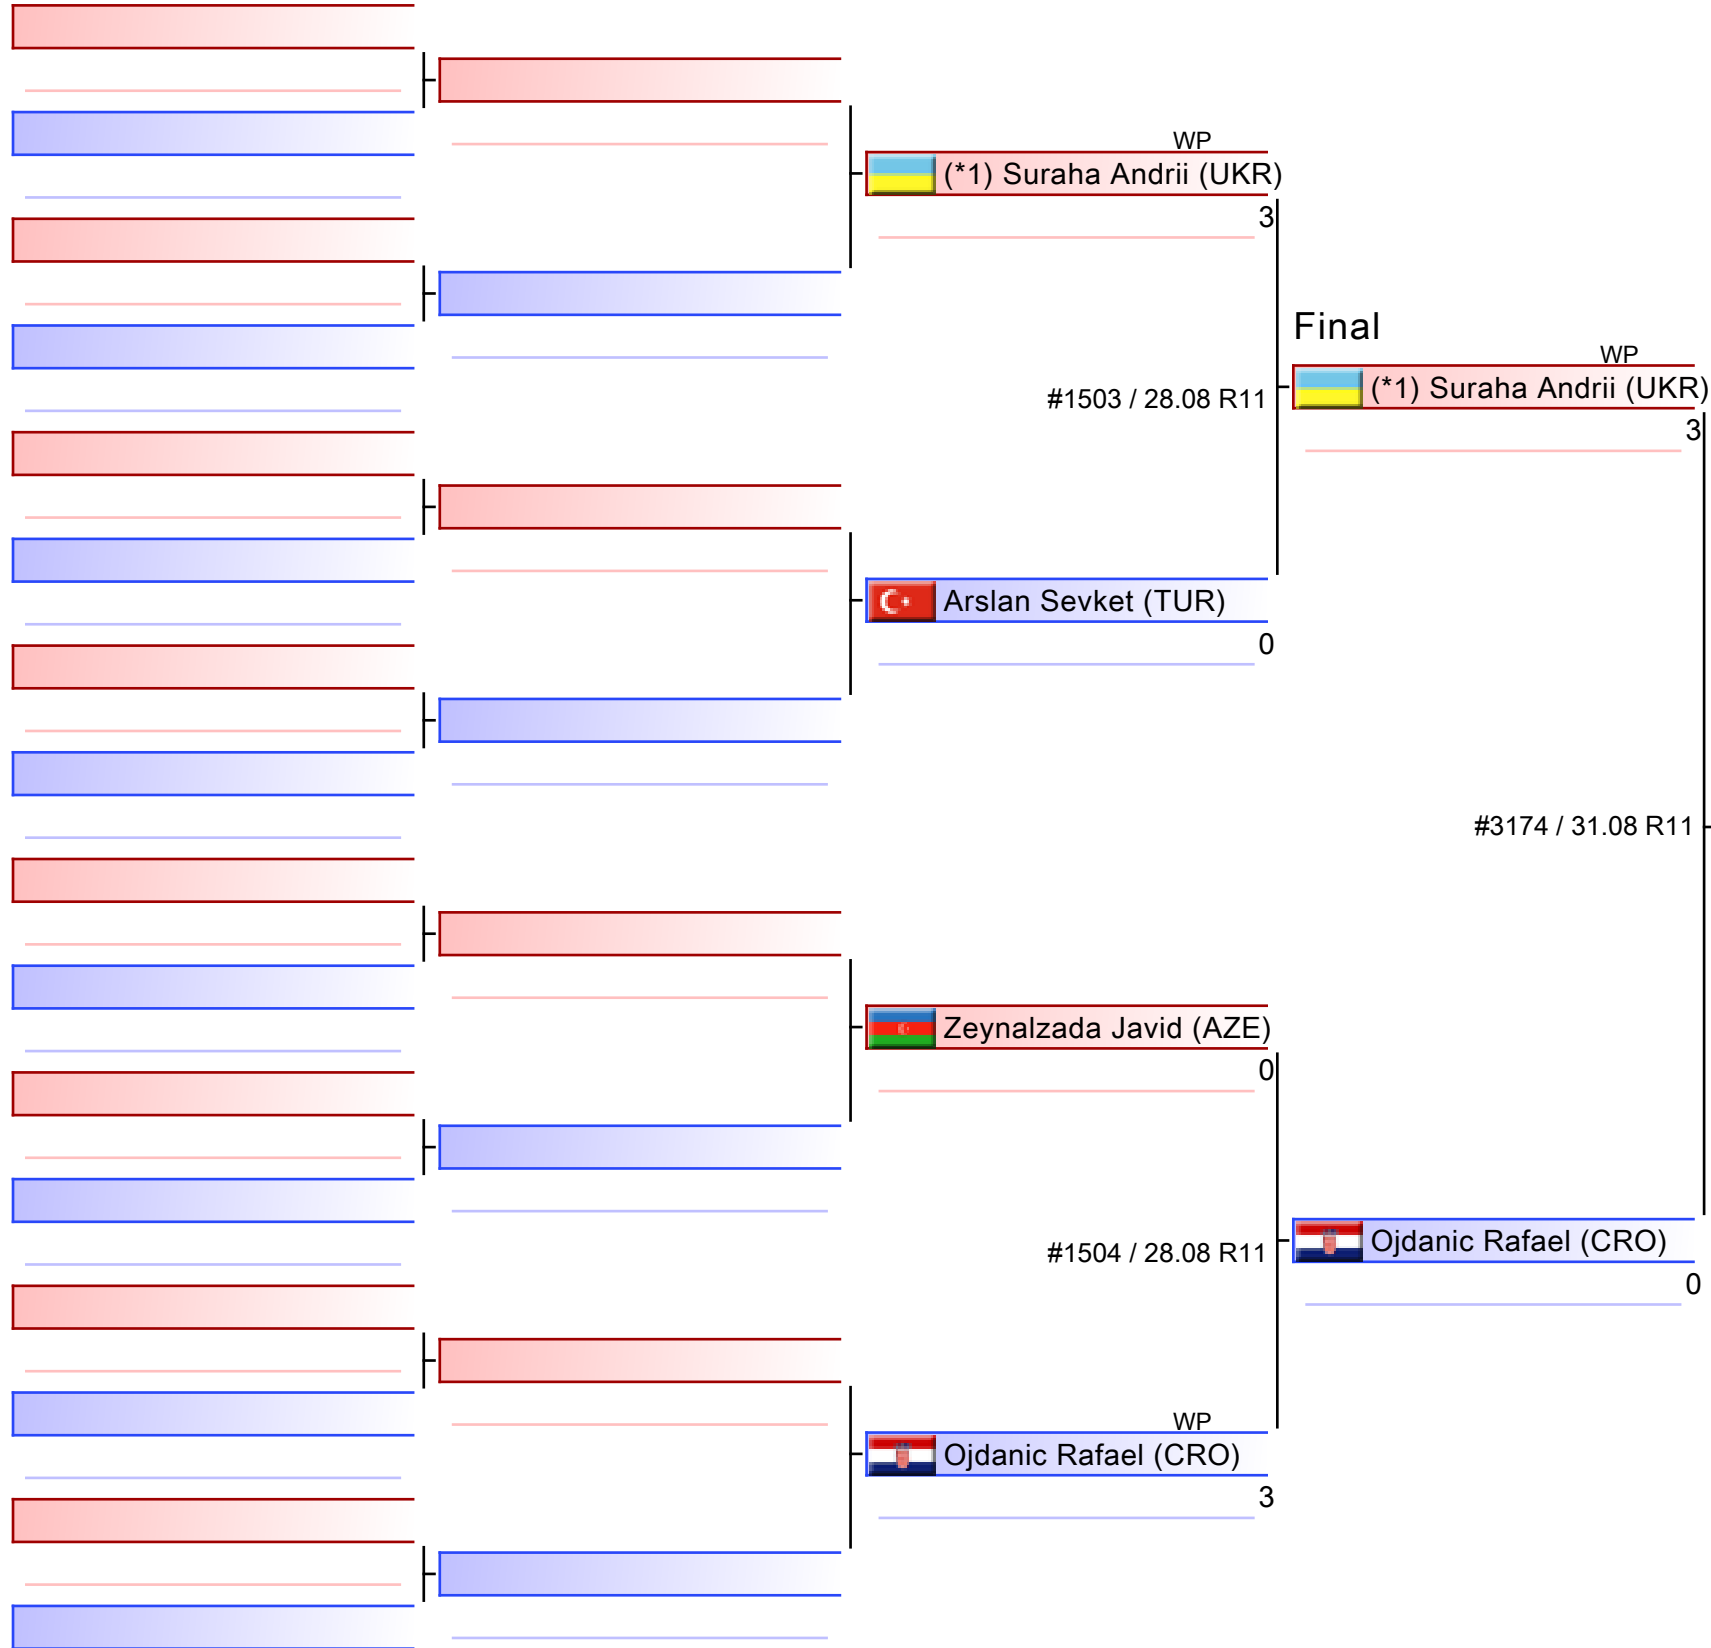 WP
(*1) Suraha Andrii (UKR)
3
Final
WP
#1503 / 28.08 R11
(*1) Suraha Andrii (UKR)
3
Arslan Sevket (TUR)
0
#3174 / 31.08 R11
Zeynalzada Javid (AZE)
0
#1504 / 28.08 R11
Ojdanic Rafael (CRO)
0
WP
Ojdanic Rafael (CRO)
3